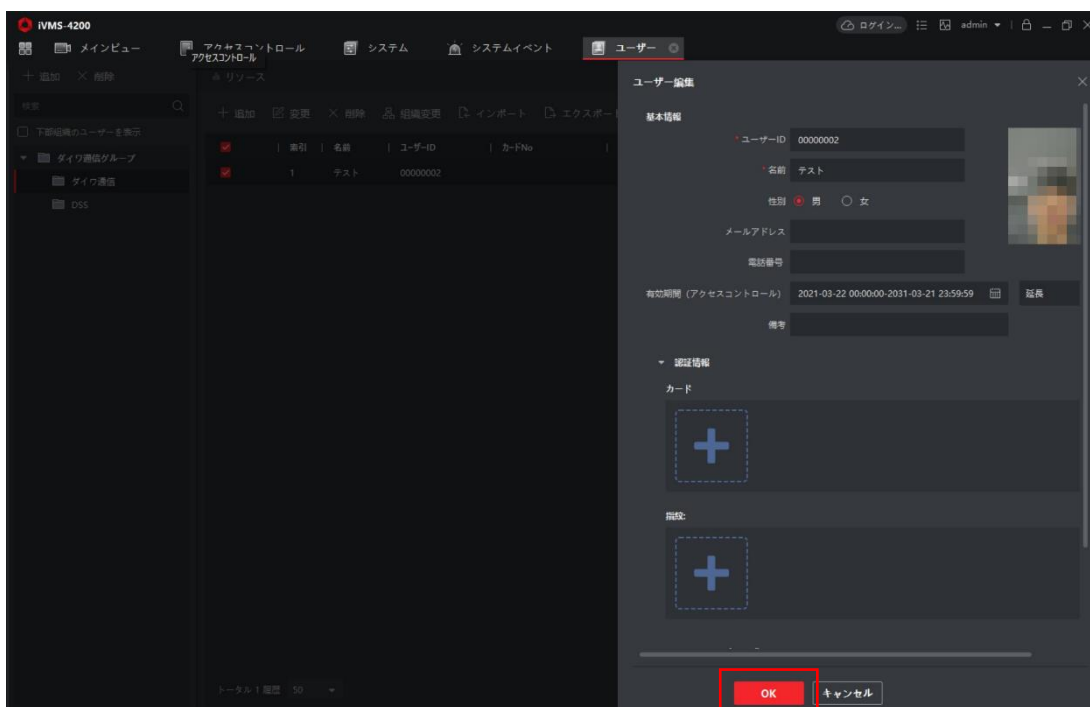 iVMS-4200
ログイン...
admin
メインビュー
アクセスコントロール
システム
システムイベント
ユーザー
アクセスコントロール
追加
削除
検索
下部組織のユーザーを表示
ダイワ通信グループ
ダイワ通信
DSS
リソース
追加
変更
削除
組織変更
インポート
エクスポート
索引
名前
ユーザーID
カードNo
1
テスト
00000002
トータル 1 履歴 50
ユーザー編集
基本情報
* ユーザーID 00000002
* 名前 テスト
性別 男 女
メールアドレス
電話番号
有効期間 (アクセスコントロール) 2021-03-22 00:00:00-2031-03-21 23:59:59 延長
備考
認証情報
カード
指紋:
OK
キャンセル